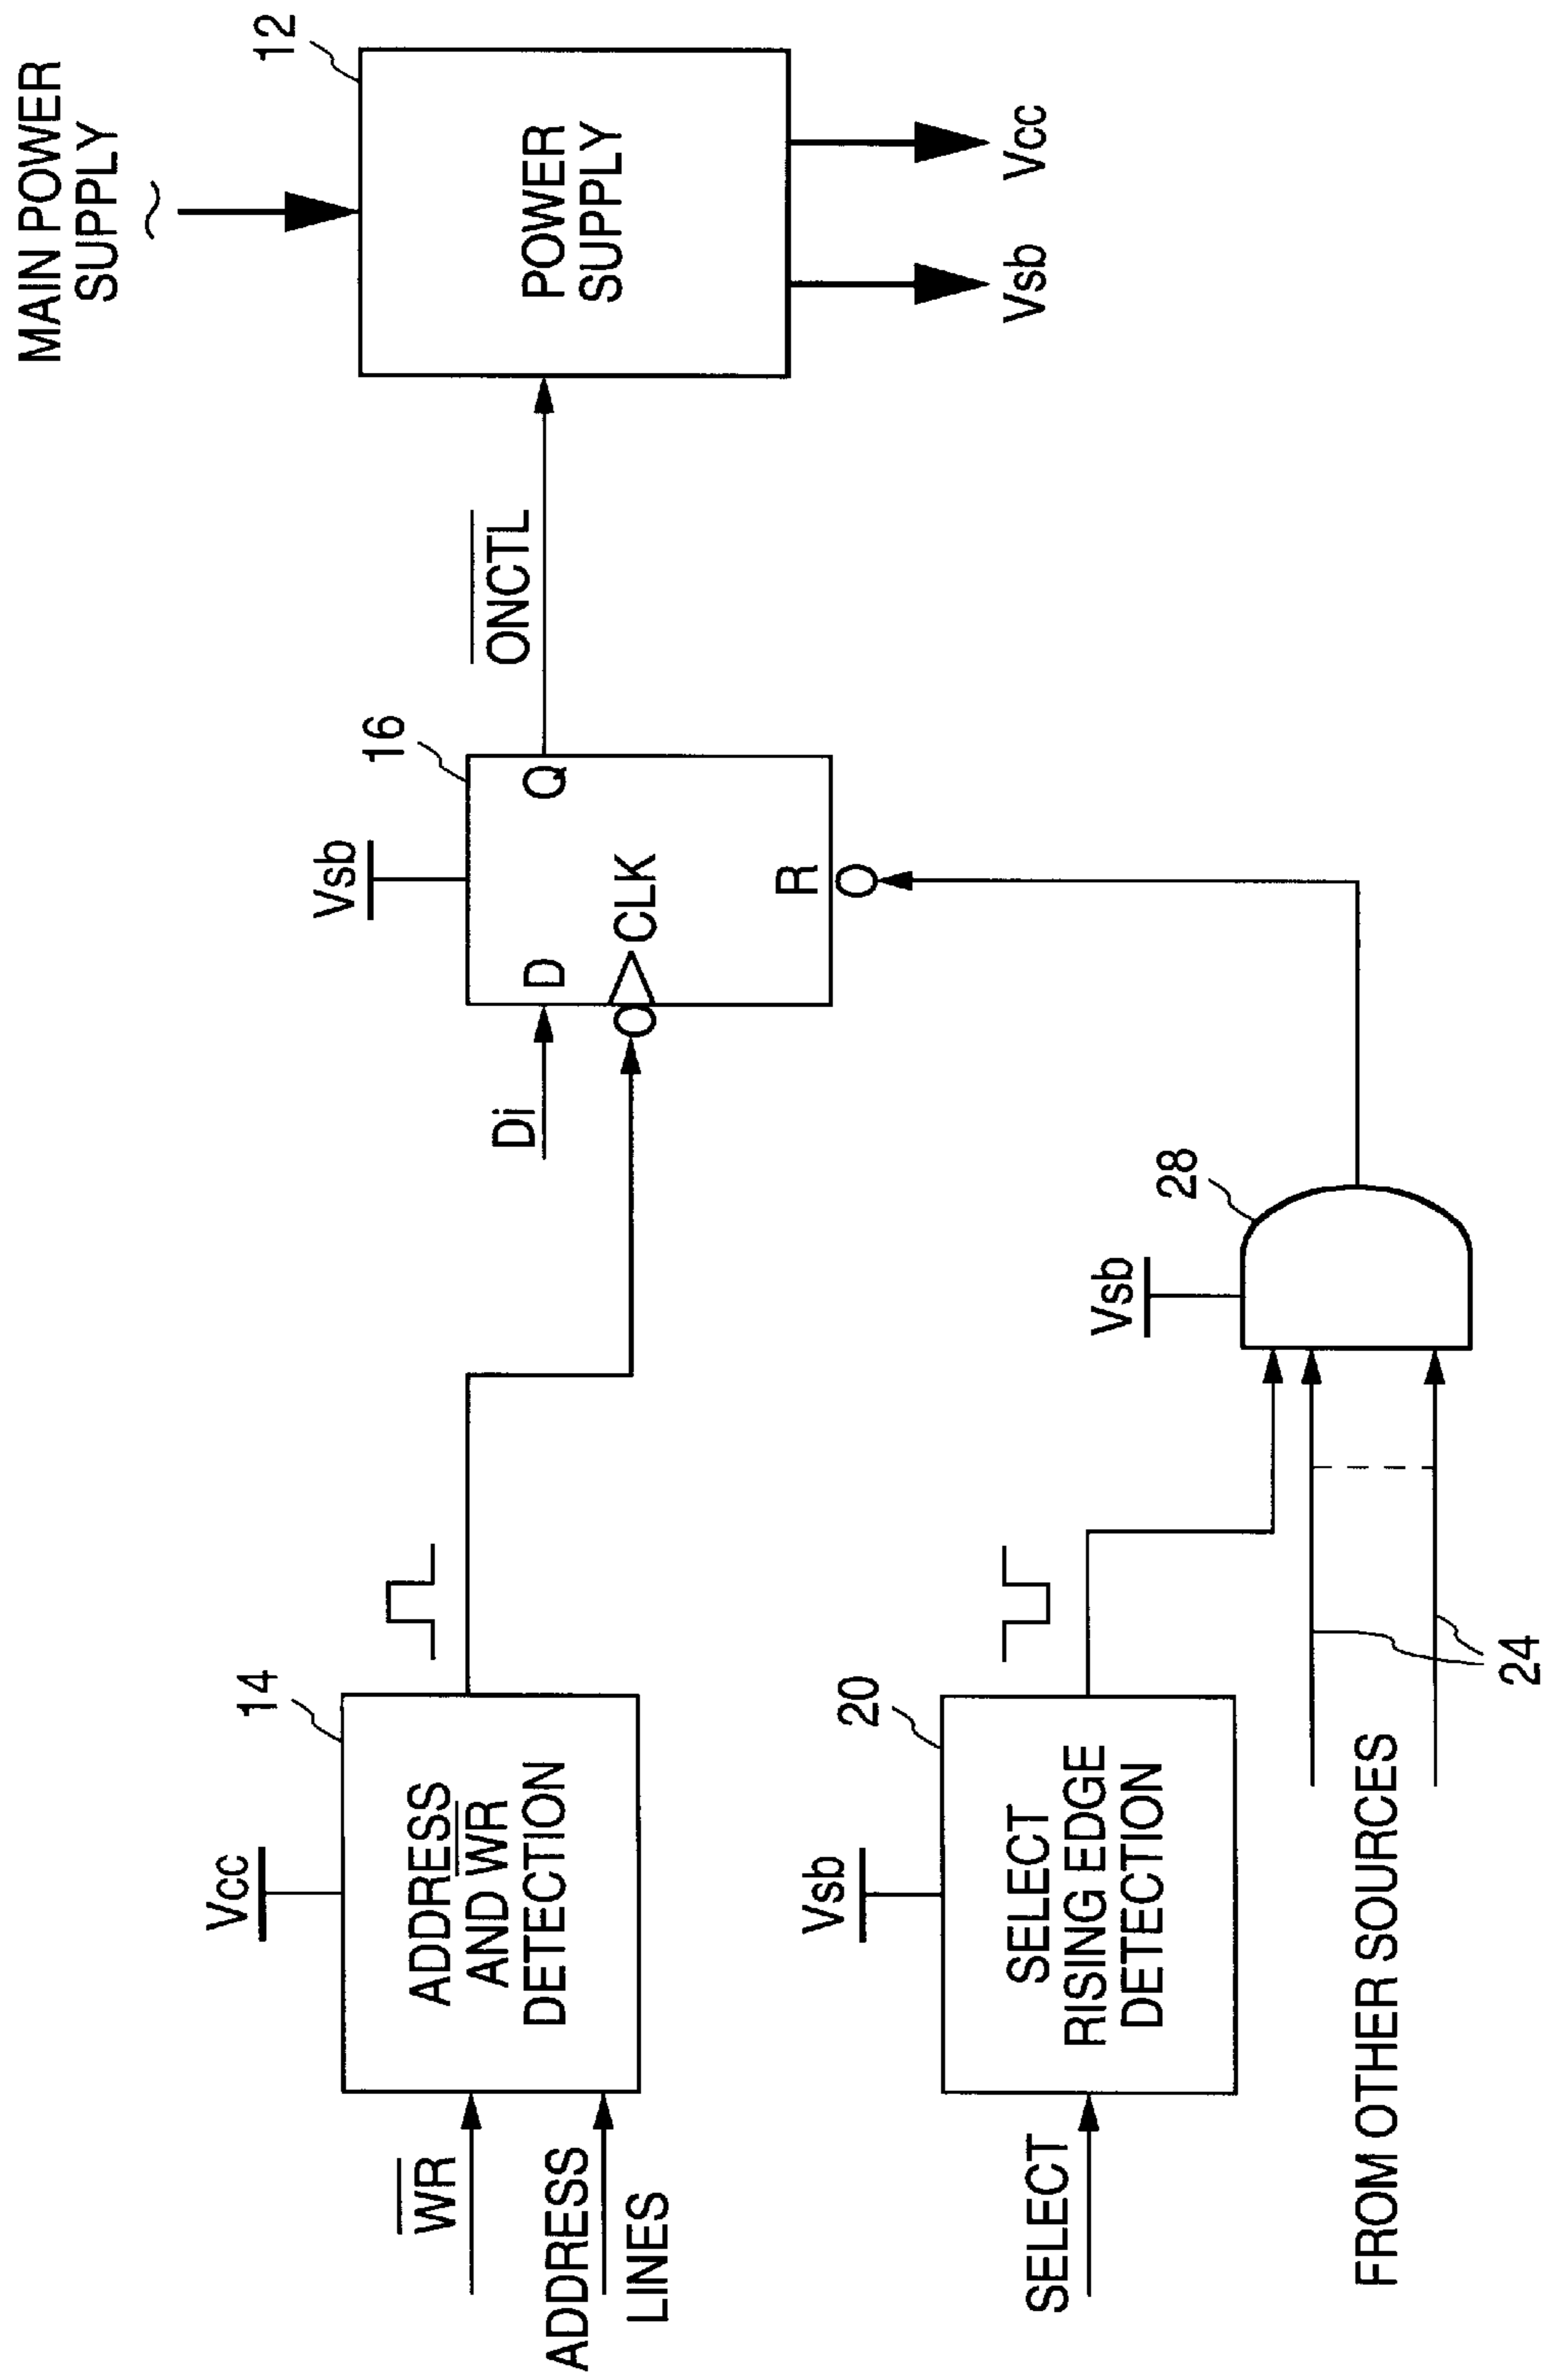 MAIN POWER
SUPPLY
~
12
POWER
SUPPLY
Vsb
Vcc
ONCTL
16
Vsb
D
Q
CLK
R
Di
14
Vcc
ADDRESS
AND WR
DETECTION
WR
ADDRESS
LINES
20
Vsb
SELECT
RISING EDGE
DETECTION
SELECT
28
Vsb
24
FROM OTHER SOURCES